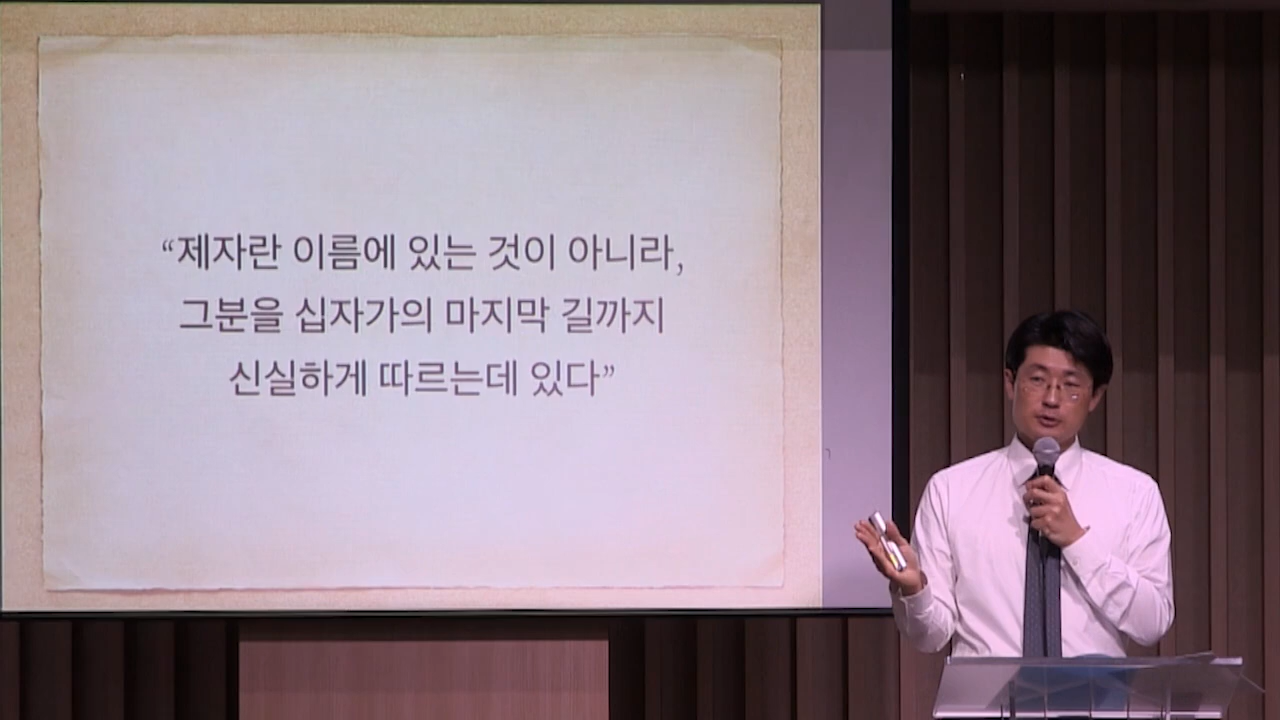 “제자란 이름에 있는 것이 아니라,
그분을 십자가의 마지막 길까지
신실하게 따르는데 있다”